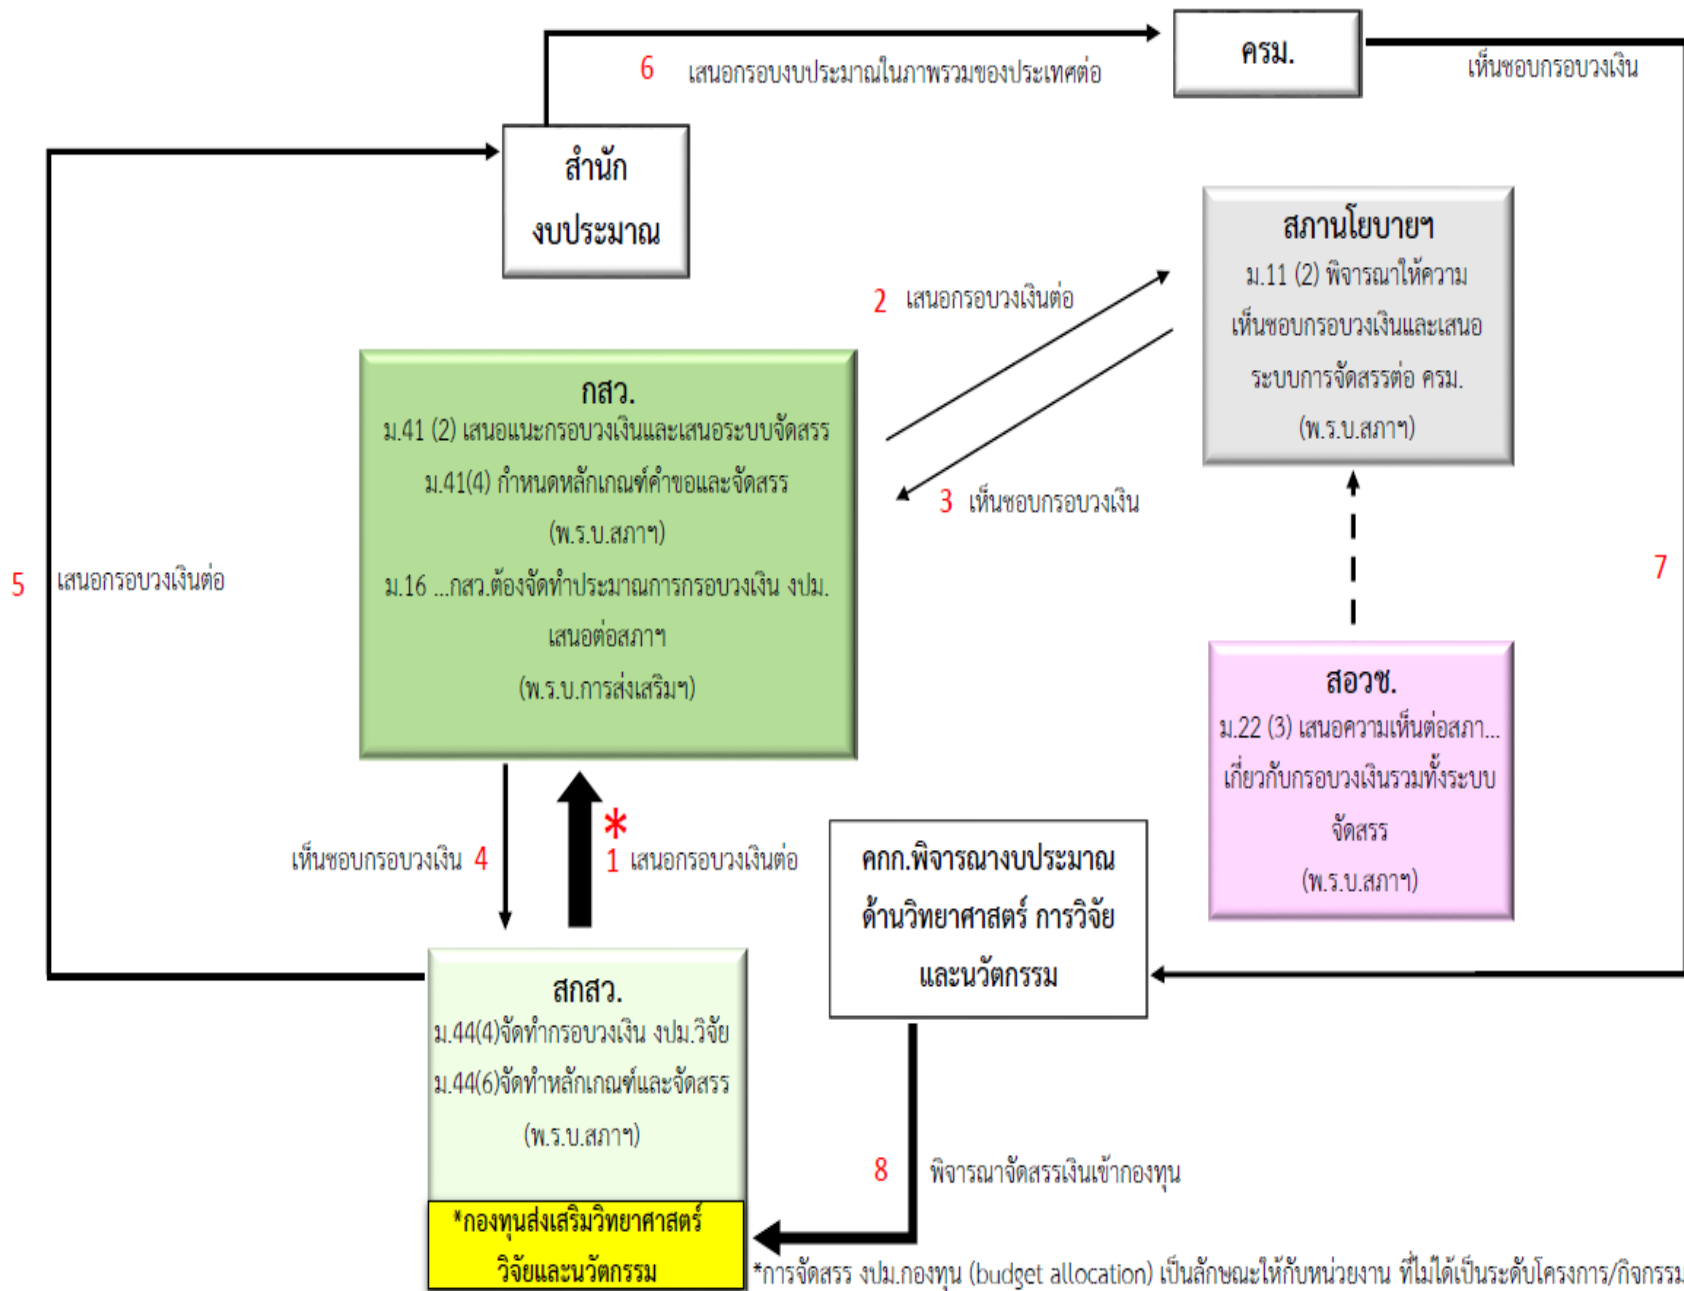 ครม.
6 เสนอกรอบงบประมาณในภาพรวมของประเทศต่อ
เห็นชอบกรอบวงเงิน
สำนัก
งบประมาณ
สภานโยบายฯ
ม.11 (2) พิจารณาให้ความ
เห็นชอบกรอบวงเงินและเสนอ
ระบบการจัดสรรต่อ ครม.
(พ.ร.บ.สภาฯ)
2 เสนอกรอบวงเงินต่อ
กสว.
ม.41 (2) เสนอแนะกรอบวงเงินและเสนอระบบจัดสรร
ม.41(4) กำหนดหลักเกณฑ์คำขอและจัดสรร
(พ.ร.บ.สภาฯ)
ม.16 ...กสว.ต้องจัดทำประมาณการกรอบวงเงิน งปม.
เสนอต่อสภาฯ
(พ.ร.บ.การส่งเสริมฯ)
3 เห็นชอบกรอบวงเงิน
5 เสนอกรอบวงเงินต่อ
7
สอวช.
ม.22 (3) เสนอความเห็นต่อสภา...
เกี่ยวกับกรอบวงเงินรวมทั้งระบบ
จัดสรร
(พ.ร.บ.สภาฯ)
เห็นชอบกรอบวงเงิน 4
*
1 เสนอกรอบวงเงินต่อ
คกก.พิจารณางบประมาณ
ด้านวิทยาศาสตร์ การวิจัย
และนวัตกรรม
สกสว.
ม.44(4)จัดทำกรอบวงเงิน งปม.วิจัย
ม.44(6)จัดทำหลักเกณฑ์และจัดสรร
(พ.ร.บ.สภาฯ)
8 พิจารณาจัดสรรเงินเข้ากองทุน
*กองทุนส่งเสริมวิทยาศาสตร์
วิจัยและนวัตกรรม
*การจัดสรร งปม.กองทุน (budget allocation) เป็นลักษณะให้กับหน่วยงาน ที่ไม่ได้เป็นระดับโครงการ/กิจกรรม